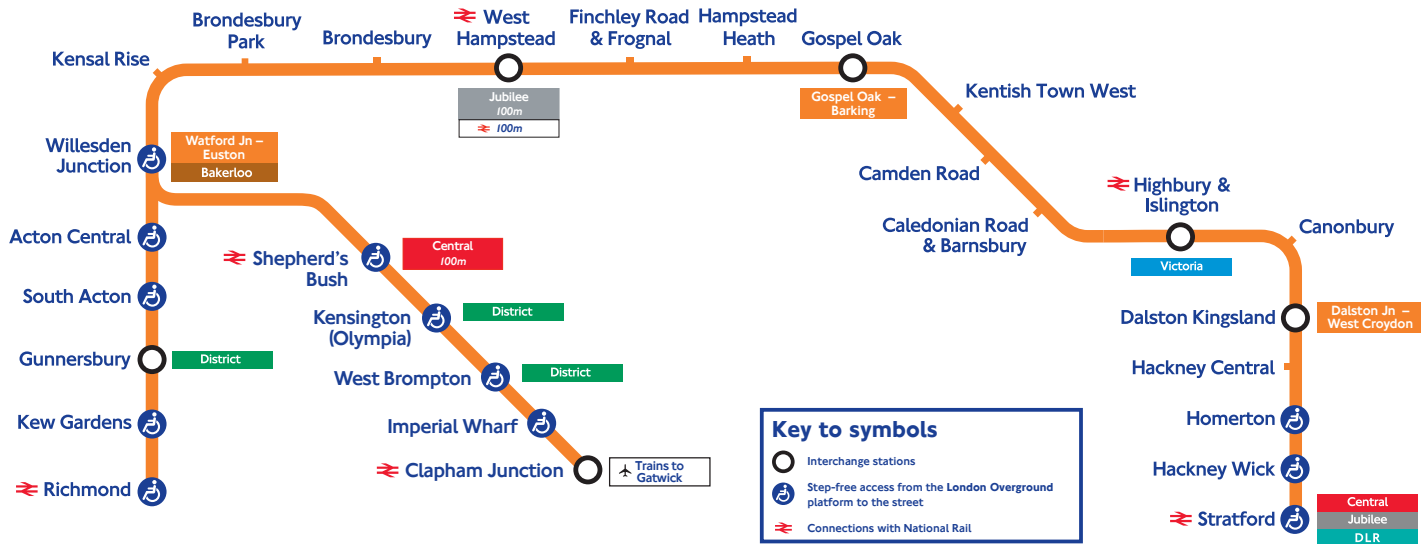 Kensal Rise
Brondesbury
Park
Brondesbury
West
Hampstead
Jubilee
100m
100m
Finchley Road
& Frognal
Hampstead
Heath
Gospel Oak
Gospel Oak –
Barking
Kentish Town West
Camden Road
Caledonian Road
& Barnsbury
Highbury &
Islington
Victoria
Canonbury
Dalston Kingsland
Dalston Jn –
West Croydon
Hackney Central
Homerton
Hackney Wick
Stratford
Central
Jubilee
DLR
Willesden
Junction
Watford Jn –
Euston
Bakerloo
Acton Central
South Acton
Gunnersbury
District
Kew Gardens
Richmond
Shepherd's
Bush
Central
100m
Kensington
(Olympia)
District
West Brompton
District
Imperial Wharf
Clapham Junction
Trains to
Gatwick
Key to symbols
Interchange stations
Step-free access from the London Overground
platform to the street
Connections with National Rail